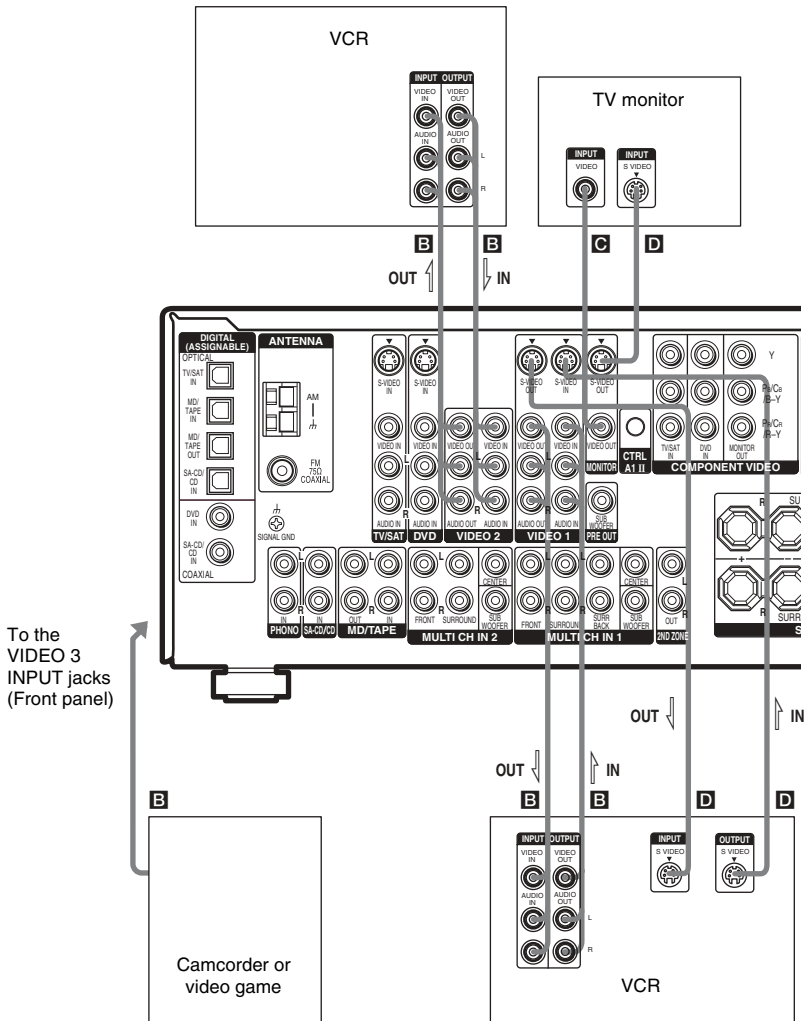 VCR
INPUT OUTPUT
VIDEO IN
VIDEO OUT
AUDIO IN
AUDIO OUT
L
R
TV monitor
INPUT
VIDEO
INPUT
S VIDEO
B
B
C
D
OUT
IN
DIGITAL
(ASSIGNABLE)
OPTICAL
TV/SAT
IN
MD/
TAPE
IN
MD/
TAPE
OUT
SA-CD/
CD
IN
DVD
IN
SA-CD/
CD
IN
COAXIAL
ANTENNA
AM
FM
75Ω
COAXIAL
SIGNAL GND
S-VIDEO
IN
S-VIDEO
IN
S-VIDEO
OUT
S-VIDEO
IN
S-VIDEO
OUT
VIDEO IN
VIDEO IN
VIDEO OUT
VIDEO IN
VIDEO OUT
VIDEO IN
VIDEO OUT
L
L
L
MONITOR
CTRL
A1 II
R
R
R
AUDIO IN
AUDIO IN
AUDIO OUT
AUDIO IN
AUDIO OUT
AUDIO IN
SUB
WOOFER
TV/SAT
DVD
VIDEO 2
VIDEO 1
PRE OUT
Y
PB/CB
/B–Y
PR/CR
/R–Y
TV/SAT
IN
DVD
IN
MONITOR
OUT
COMPONENT VIDEO
R
SU
+
–
R
SURR
S
L
L
CENTER
CENTER
L
R
R
R
IN
IN
OUT
IN
FRONT
SURROUND
SUB
WOOFER
FRONT
SURROUND
SURR
BACK
SUB
WOOFER
OUT
PHONO
SA-CD/CD
MD/TAPE
MULTI CH IN 2
MULTI CH IN 1
2ND ZONE
To the
VIDEO 3
INPUT jacks
(Front panel)
OUT
IN
OUT
IN
B
B
B
D
D
Camcorder or
video game
INPUT OUTPUT
VIDEO IN
VIDEO OUT
AUDIO IN
AUDIO OUT
L
R
INPUT
S VIDEO
OUTPUT
S VIDEO
VCR